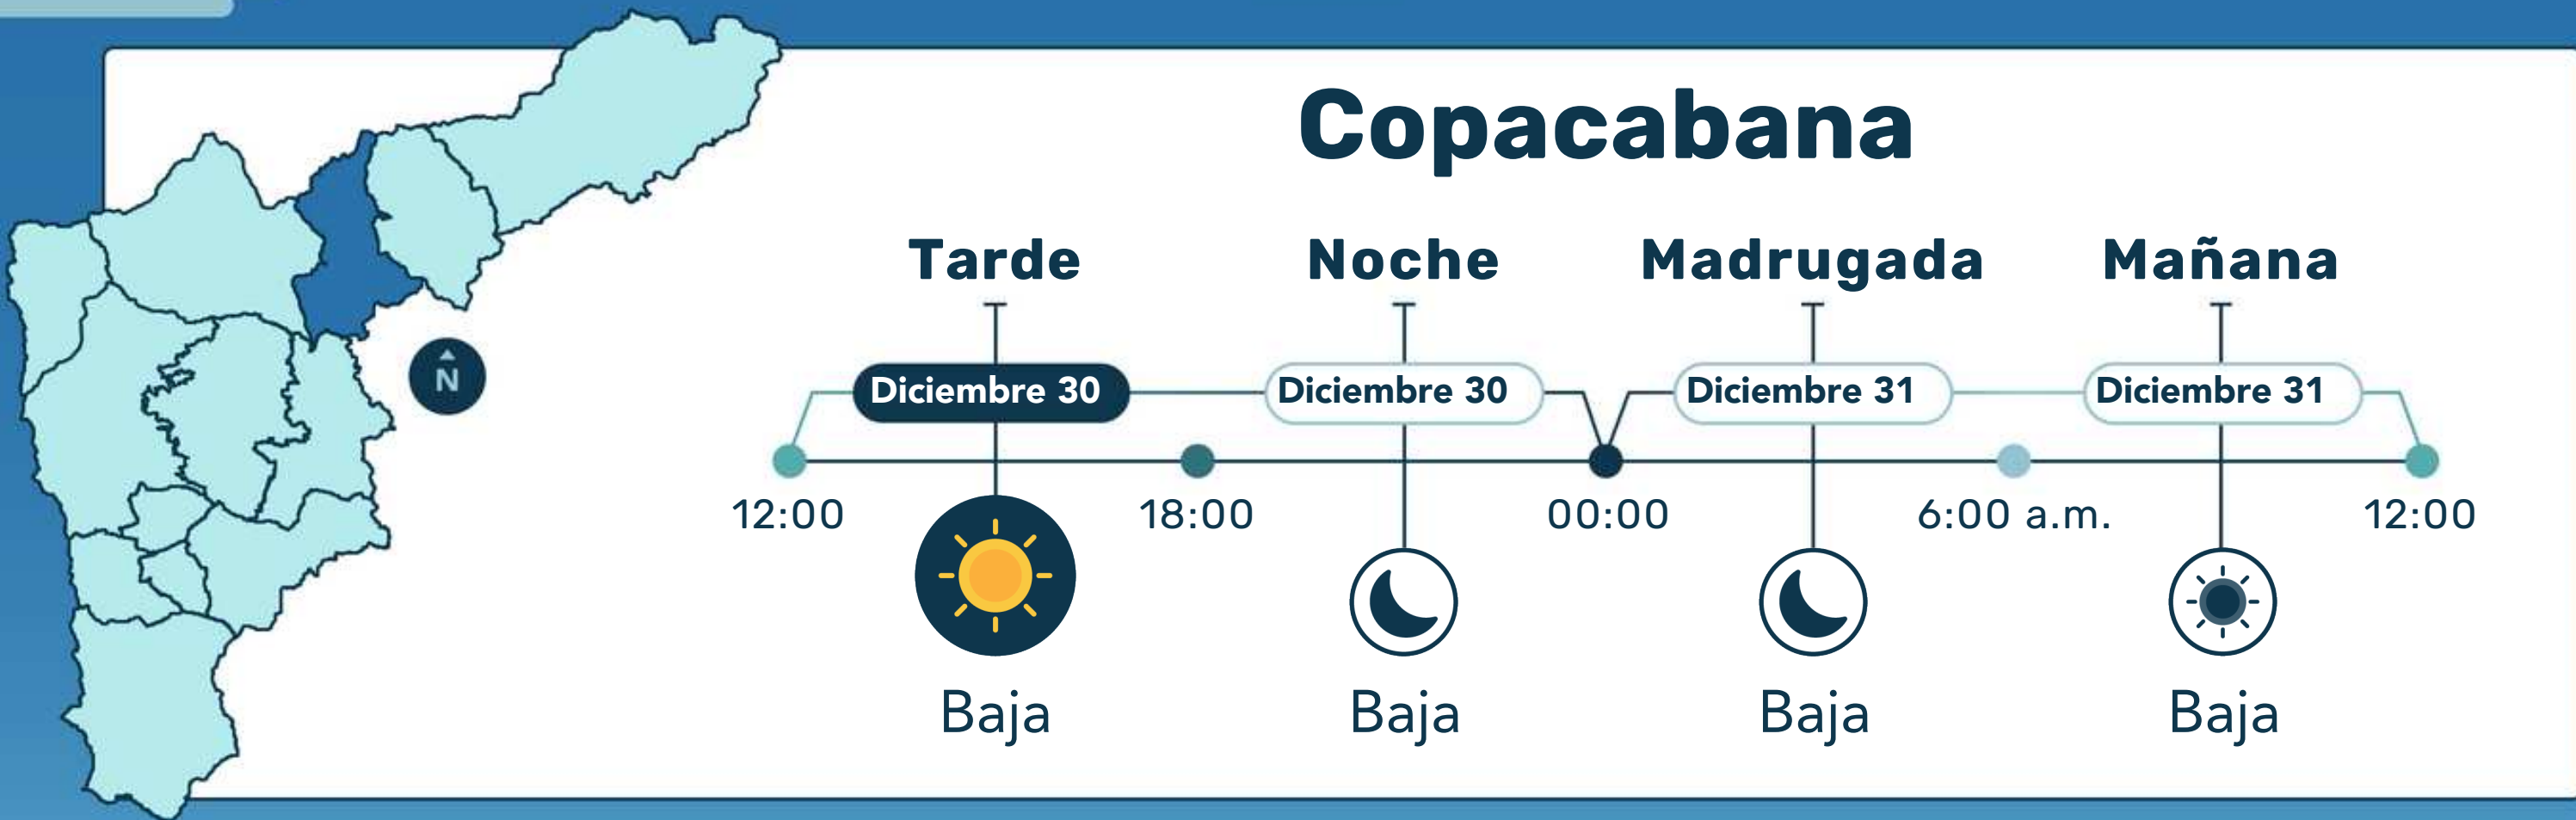 Copacabana
Tarde Noche Madrugada Mañana
Diciembre 30 Diciembre 30 Diciembre 31 Diciembre 31
N
12:00 18:00 00:00 6:00 a.m. 12:00
Baja Baja Baja Baja